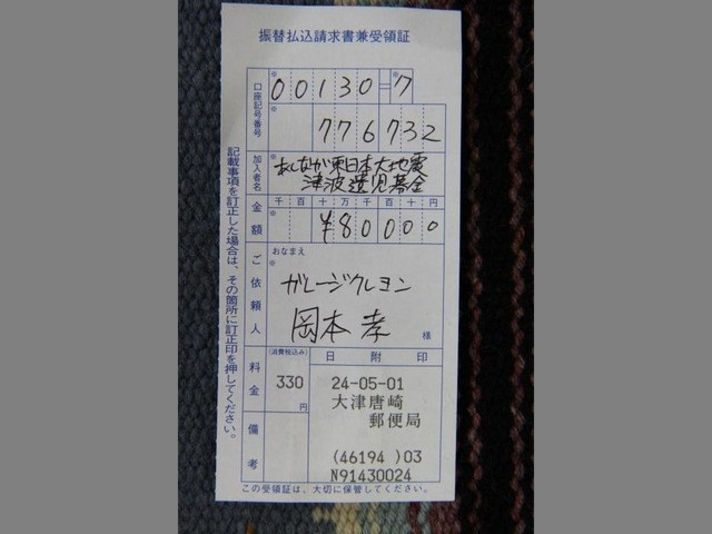 振替払込請求書兼受領証
口座記号番号
00130=7
776732
加入者名
あしなが東日本大地震
津波遺児募金
金額
千百十万千百十円
¥80000
ご依頼人
おなまえ
ガレージクレヨン
岡本孝
様
料金
(消費税込み)
330
円
日附印
24-05-01
大津唐崎
郵便局
(46194 )03
N91430024
備考
この受領証は、大切に保管してください。
記載事項を訂正した場合は、その箇所に訂正印を押してください。